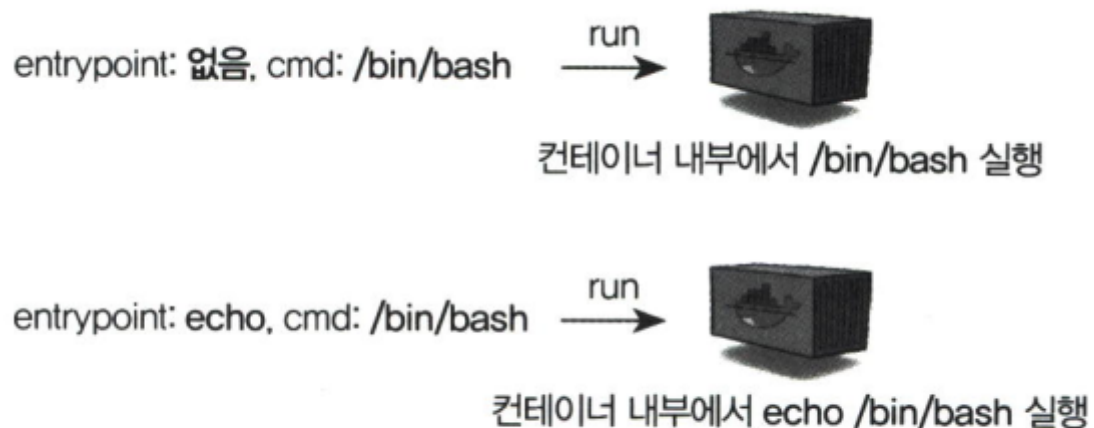 entrypoint: 없음, cmd: /bin/bash
run
컨테이너 내부에서 /bin/bash 실행
entrypoint: echo, cmd: /bin/bash
run
컨테이너 내부에서 echo /bin/bash 실행